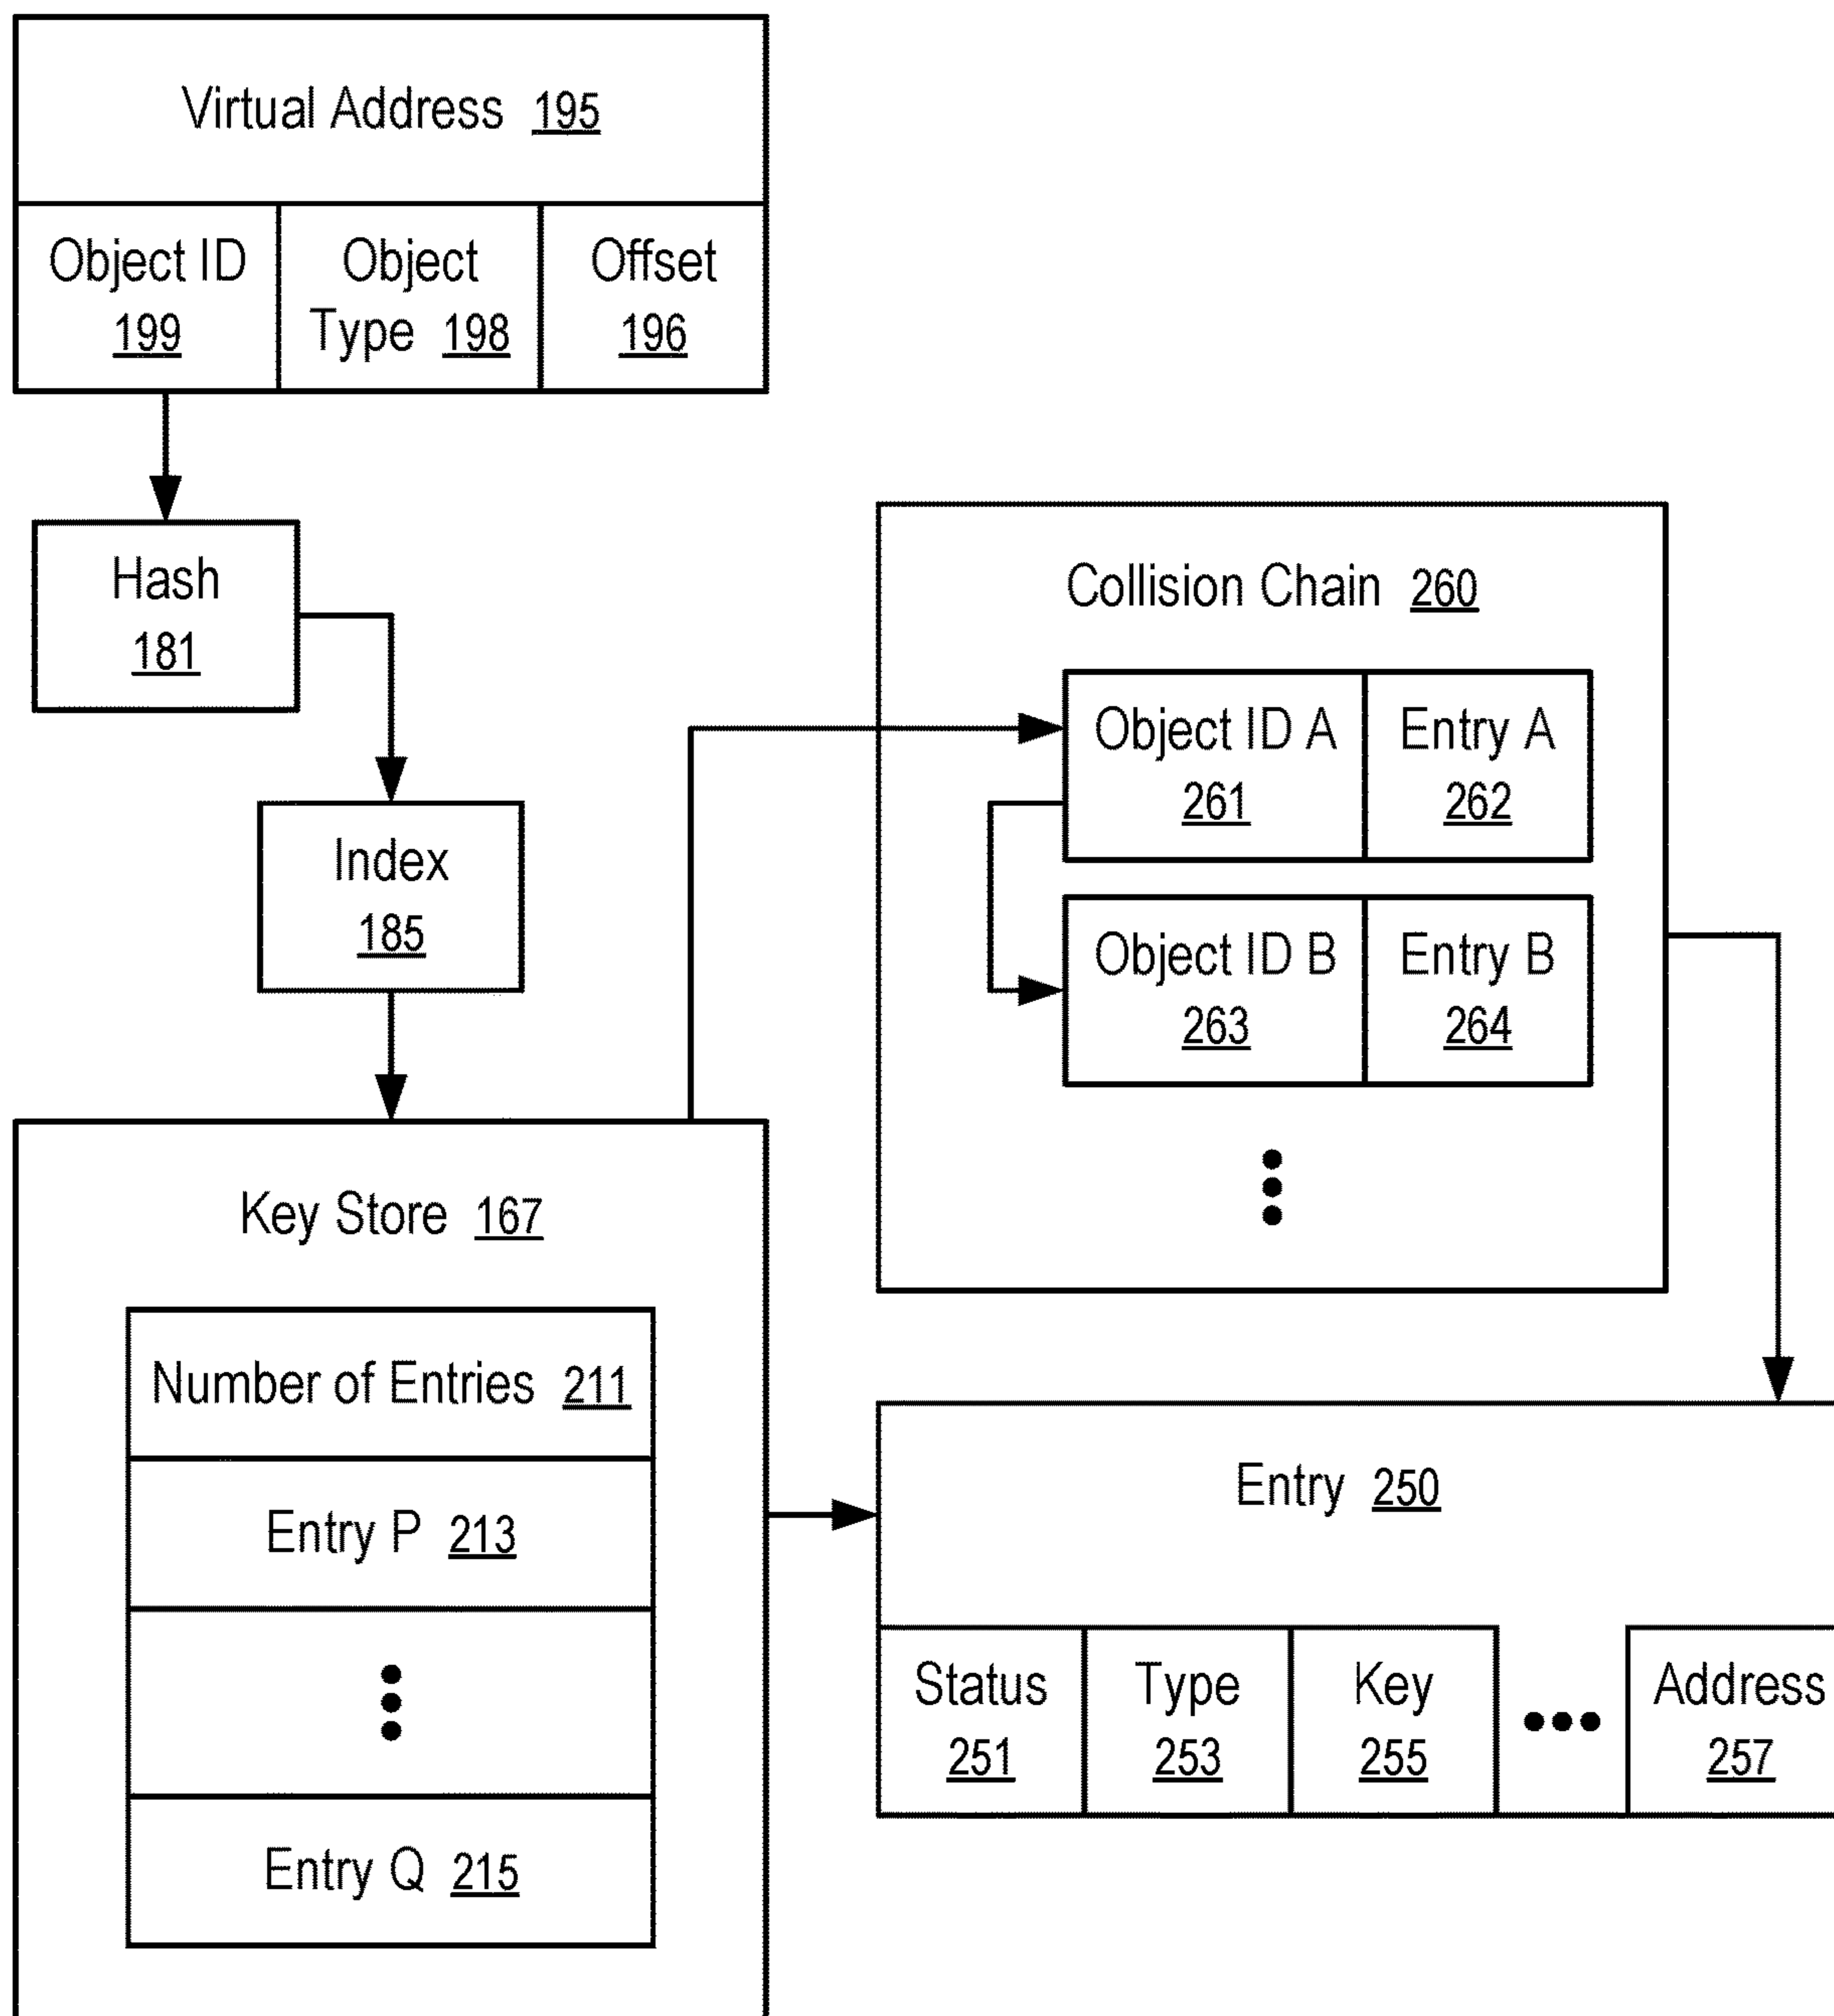 Virtual Address 195
Object ID
199
Object
Type 198
Offset
196
Hash
181
Index
185
Collision Chain 260
Object ID A
261
Entry A
262
Object ID B
263
Entry B
264
Key Store 167
Number of Entries 211
Entry P 213
Entry Q 215
Entry 250
Status
251
Type
253
Key
255
Address
257